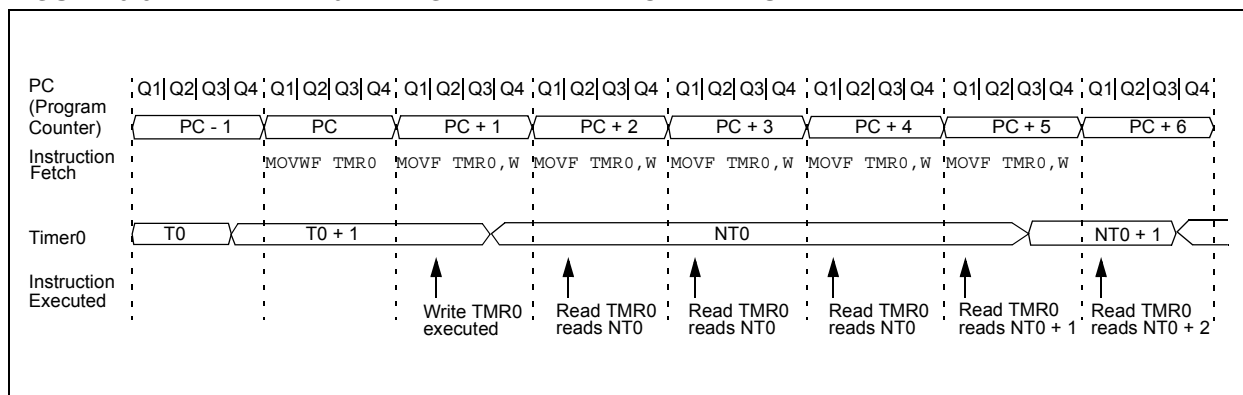 PC
(Program
Counter)
Q1 Q2 Q3 Q4 Q1 Q2 Q3 Q4 Q1 Q2 Q3 Q4 Q1 Q2 Q3 Q4 Q1 Q2 Q3 Q4 Q1 Q2 Q3 Q4 Q1 Q2 Q3 Q4 Q1 Q2 Q3 Q4
PC - 1 PC PC + 1 PC + 2 PC + 3 PC + 4 PC + 5 PC + 6
Instruction
Fetch
MOVWF TMR0 MOVF TMR0,W MOVF TMR0,W MOVF TMR0,W MOVF TMR0,W MOVF TMR0,W
Timer0
T0 T0 + 1 NT0 NT0 + 1
Instruction
Executed
Write TMR0
executed
Read TMR0
reads NT0
Read TMR0
reads NT0
Read TMR0
reads NT0
Read TMR0
reads NT0 + 1
Read TMR0
reads NT0 + 2